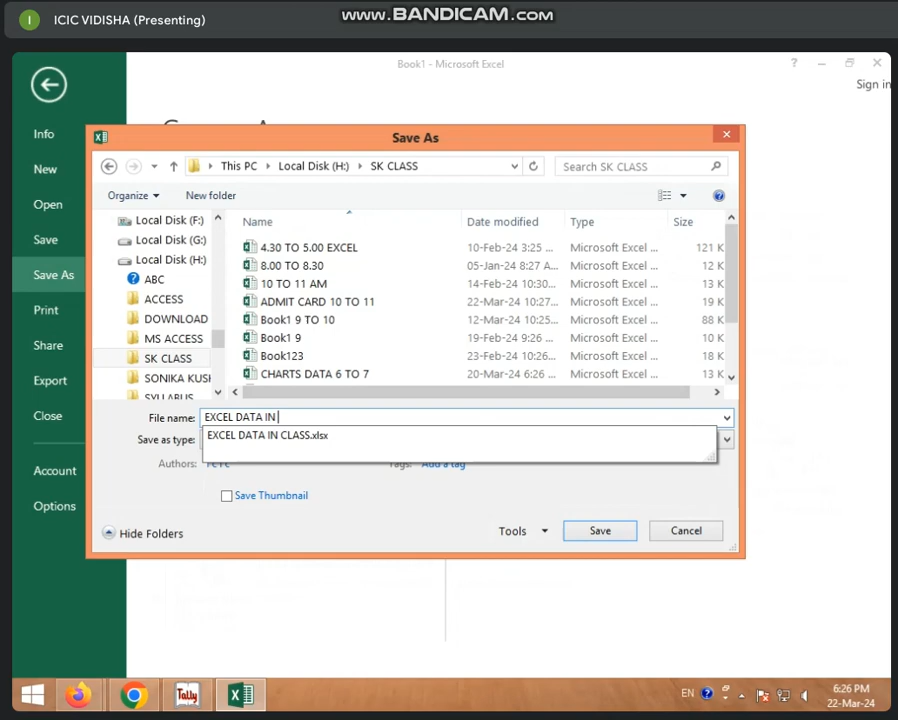 I ICIC VIDISHA (Presenting)
WWW.BANDICAM.COM
Book1 - Microsoft Excel
?
Sign in
Info
New
Open
Save
Save As
Print
Share
Export
Close
Account
Options
Save As
This PC Local Disk (H:) SK CLASS
Search SK CLASS
Organize New folder
Local Disk (F:)
Local Disk (G:)
Local Disk (H:)
ABC
ACCESS
DOWNLOAD
MS ACCESS
SK CLASS
SONIKA KUSH
SYLLABUS
Name Date modified Type Size
4.30 TO 5.00 EXCEL 10-Feb-24 3:25 ... Microsoft Excel ... 121 K
8.00 TO 8.30 05-Jan-24 8:27 A... Microsoft Excel ... 12 K
10 TO 11 AM 14-Feb-24 10:30... Microsoft Excel ... 13 K
ADMIT CARD 10 TO 11 22-Mar-24 10:27... Microsoft Excel ... 19 K
Book1 9 TO 10 12-Mar-24 10:25... Microsoft Excel ... 88 K
Book1 9 19-Feb-24 9:26 ... Microsoft Excel ... 13 K
Book123 23-Feb-24 10:26... Microsoft Excel ... 18 K
CHARTS DATA 6 TO 7 20-Mar-24 6:26 ... Microsoft Excel ... 13 K
File name: EXCEL DATA IN
EXCEL DATA IN CLASS.xlsx
Save as type:
Authors: Tags: Add a tag
Save Thumbnail
Hide Folders
Tools Save Cancel
Tally
EN
6:26 PM
22-Mar-24